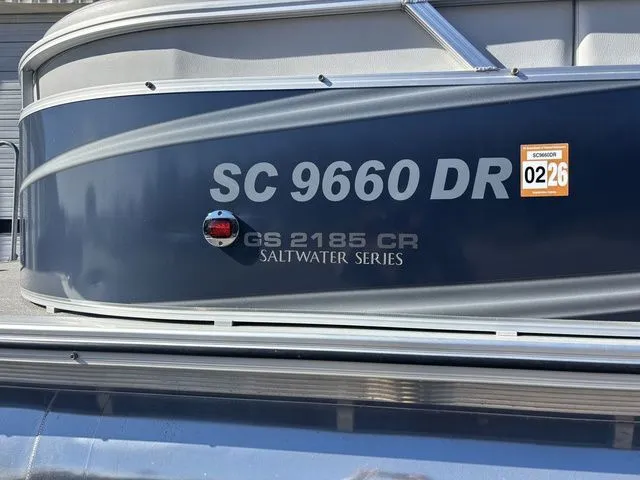 SC 9660 DR
SC9660DR
02 26
GS 2185 CR
SALTWATER SERIES